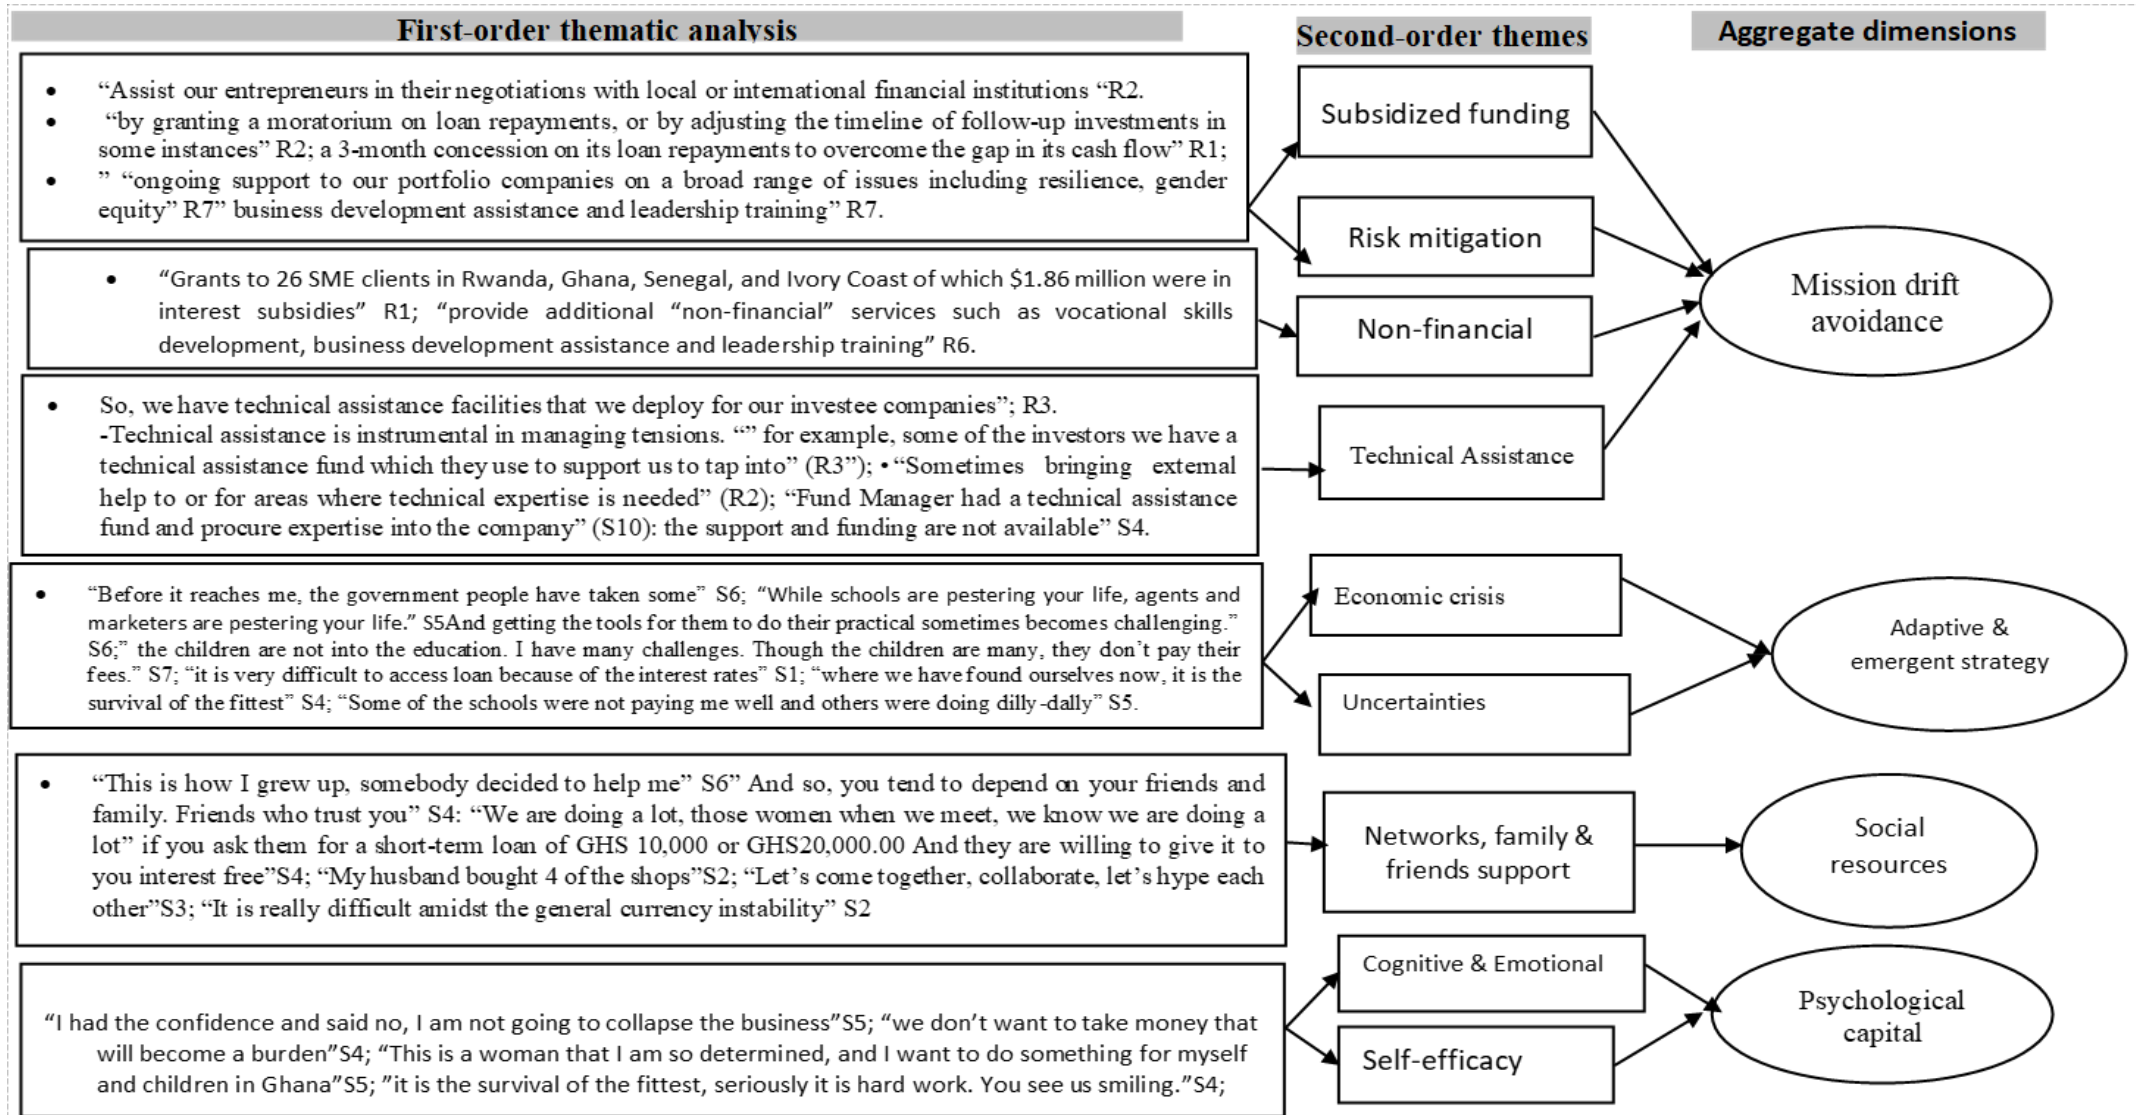 First-order thematic analysis
Second-order themes
Aggregate dimensions
• “Assist our entrepreneurs in their negotiations with local or international financial institutions “R2.
• “by granting a moratorium on loan repayments, or by adjusting the timeline of follow-up investments in
some instances” R2; a 3-month concession on its loan repayments to overcome the gap in its cash flow” R1;
• ” “ongoing support to our portfolio companies on a broad range of issues including resilience, gender
equity” R7” business development assistance and leadership training” R7.
Subsidized funding
Risk mitigation
• “Grants to 26 SME clients in Rwanda, Ghana, Senegal, and Ivory Coast of which $1.86 million were in
interest subsidies” R1; “provide additional “non-financial” services such as vocational skills
development, business development assistance and leadership training” R6.
Non-financial
• So, we have technical assistance facilities that we deploy for our investee companies”; R3.
-Technical assistance is instrumental in managing tensions. “” for example, some of the investors we have a
technical assistance fund which they use to support us to tap into” (R3”); •“Sometimes bringing external
help to or for areas where technical expertise is needed” (R2); “Fund Manager had a technical assistance
fund and procure expertise into the company” (S10): the support and funding are not available” S4.
Technical Assistance
Mission drift
avoidance
• “Before it reaches me, the government people have taken some” S6; “While schools are pestering your life, agents and
marketers are pestering your life.” S5And getting the tools for them to do their practical sometimes becomes challenging.”
S6;” the children are not into the education. I have many challenges. Though the children are many, they don’t pay their
fees.” S7; “it is very difficult to access loan because of the interest rates” S1; “where we have found ourselves now, it is the
survival of the fittest” S4; “Some of the schools were not paying me well and others were doing dilly-dally” S5.
Economic crisis
Uncertainties
Adaptive &
emergent strategy
• “This is how I grew up, somebody decided to help me” S6” And so, you tend to depend on your friends and
family. Friends who trust you” S4: “We are doing a lot, those women when we meet, we know we are doing a
lot” if you ask them for a short-term loan of GHS 10,000 or GHS20,000.00 And they are willing to give it to
you interest free”S4; “My husband bought 4 of the shops”S2; “Let’s come together, collaborate, let’s hype each
other”S3; “It is really difficult amidst the general currency instability” S2
Networks, family &
friends support
Social
resources
“I had the confidence and said no, I am not going to collapse the business”S5; “we don’t want to take money that
will become a burden”S4; “This is a woman that I am so determined, and I want to do something for myself
and children in Ghana”S5; ”it is the survival of the fittest, seriously it is hard work. You see us smiling.”S4;
Cognitive & Emotional
Self-efficacy
Psychological
capital